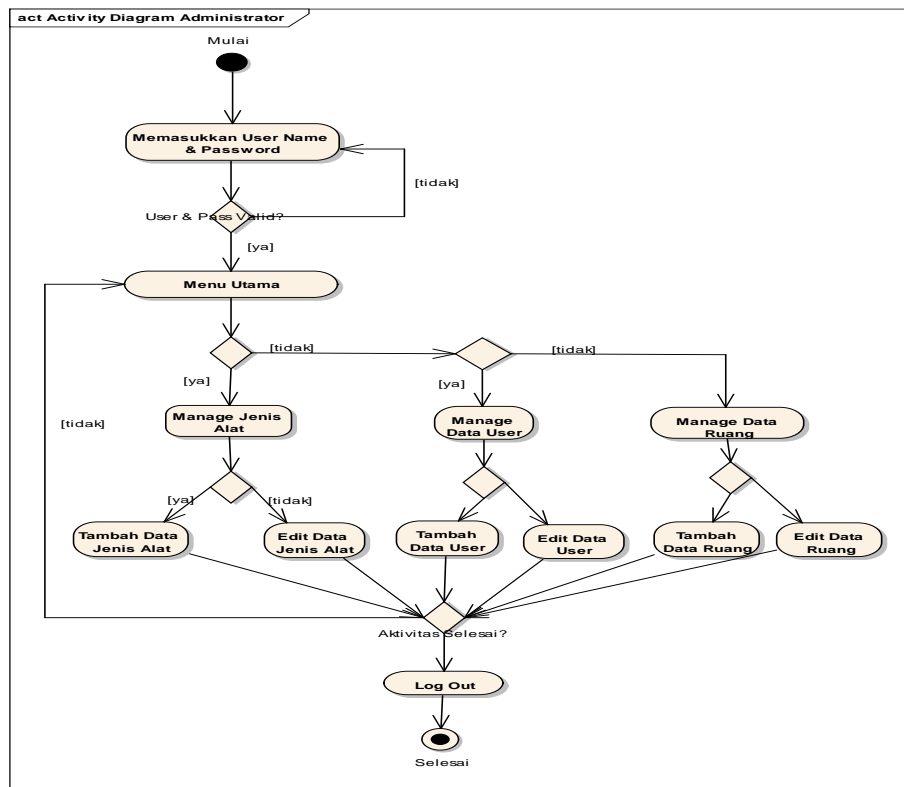 act Activity Diagram Administrator
Mulai
Memasukkan User Name
& Password
[tidak]
User & Pass Valid?
[ya]
Menu Utama
[tidak]
[tidak]
[ya]
[ya]
[tidak]
Manage Jenis
Alat
Manage
Data User
Manage Data
Ruang
[ya]
[tidak]
Tambah Data
Jenis Alat
Edit Data
Jenis Alat
Tambah
Data User
Edit Data
User
Tambah
Data Ruang
Edit Data
Ruang
Aktivitas Selesai?
Log Out
Selesai